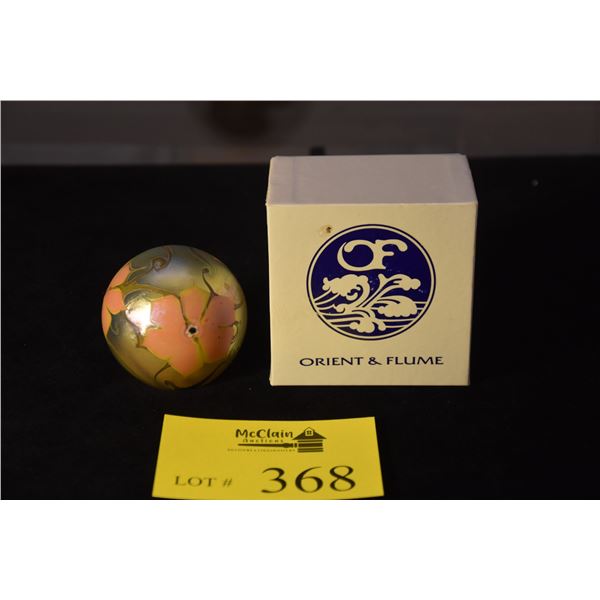 OF
ORIENT & FLUME
McClain
Auctions
LOT # 368